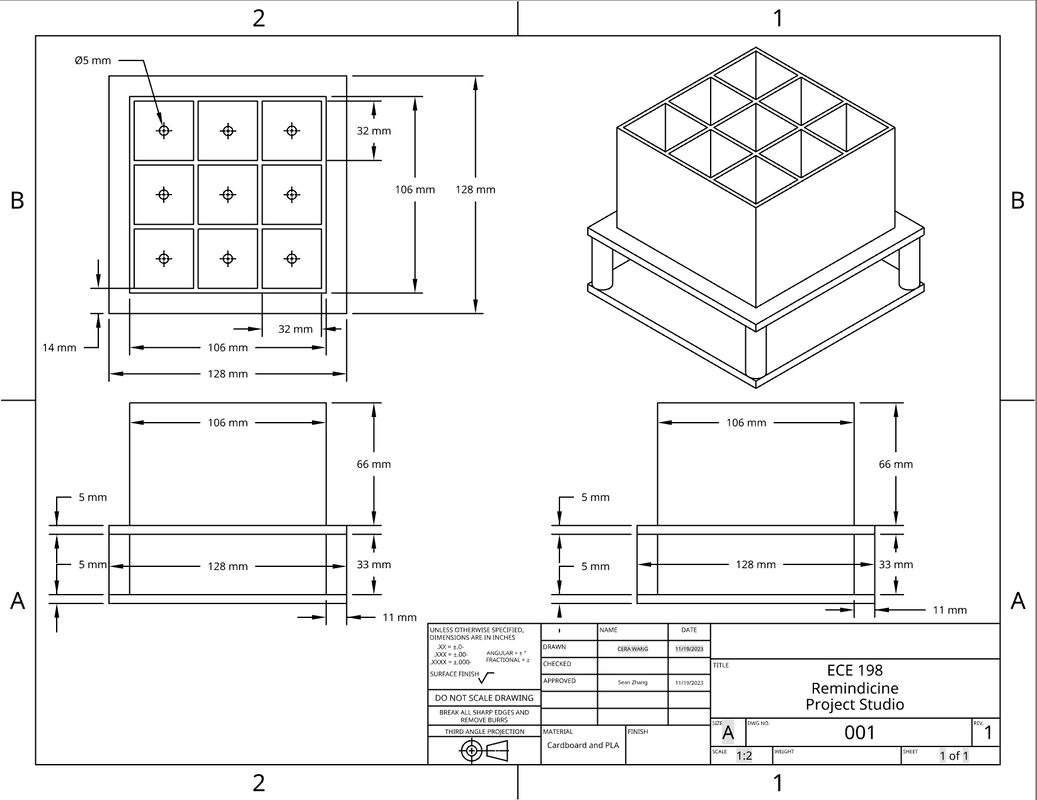 2
1
Ø5 mm
32 mm
106 mm
128 mm
B
B
32 mm
14 mm
106 mm
128 mm
106 mm
66 mm
5 mm
5 mm
128 mm
33 mm
11 mm
106 mm
66 mm
5 mm
5 mm
128 mm
33 mm
11 mm
A
A
UNLESS OTHERWISE SPECIFIED,
DIMENSIONS ARE IN INCHES
.XX = ±.0-
.XXX = ±.00-
.XXXX = ±.000-
ANGULAR = ± °
FRACTIONAL = ±
SURFACE FINISH
DO NOT SCALE DRAWING
BREAK ALL SHARP EDGES AND
REMOVE BURRS
THIRD ANGLE PROJECTION
NAME
DATE
DRAWN
CERA WANG
11/19/2023
CHECKED
APPROVED
Sean Zhang
11/19/2023
MATERIAL
Cardboard and PLA
FINISH
TITLE
ECE 198
Remindicine
Project Studio
SIZE
A
DWG NO.
001
REV.
1
SCALE
1:2
WEIGHT
SHEET
1 of 1
2
1